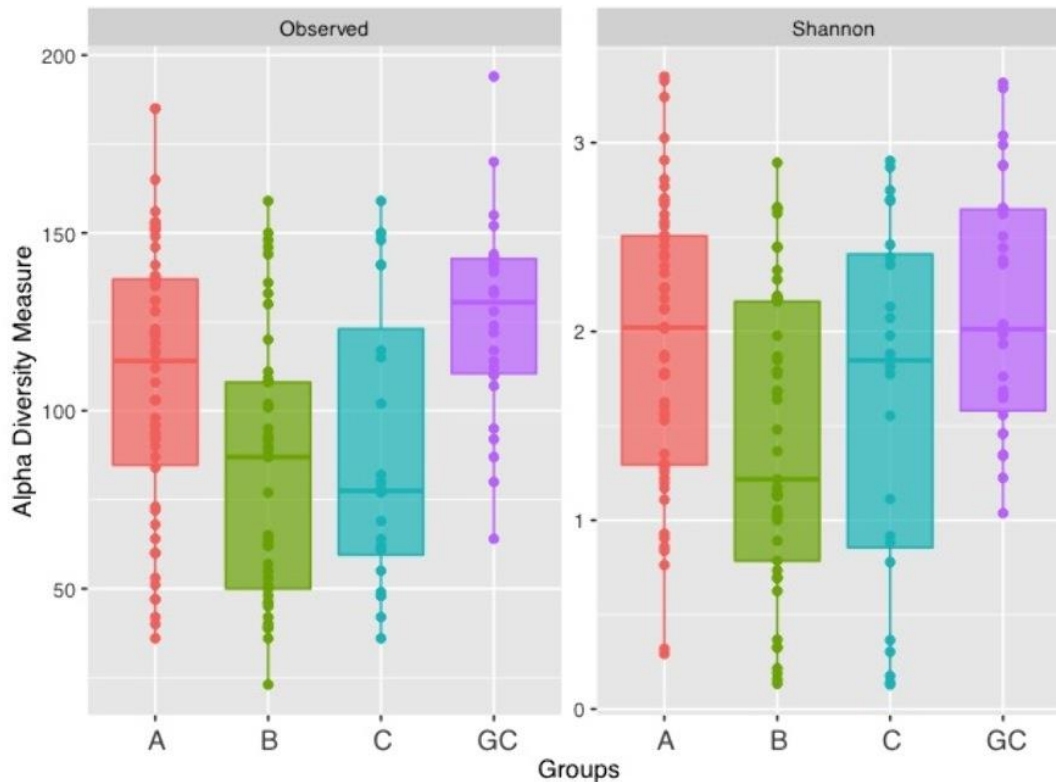 Observed
Shannon
Alpha Diversity Measure
200
150
100
50
3
2
1
0
A B C GC
A B C GC
Groups